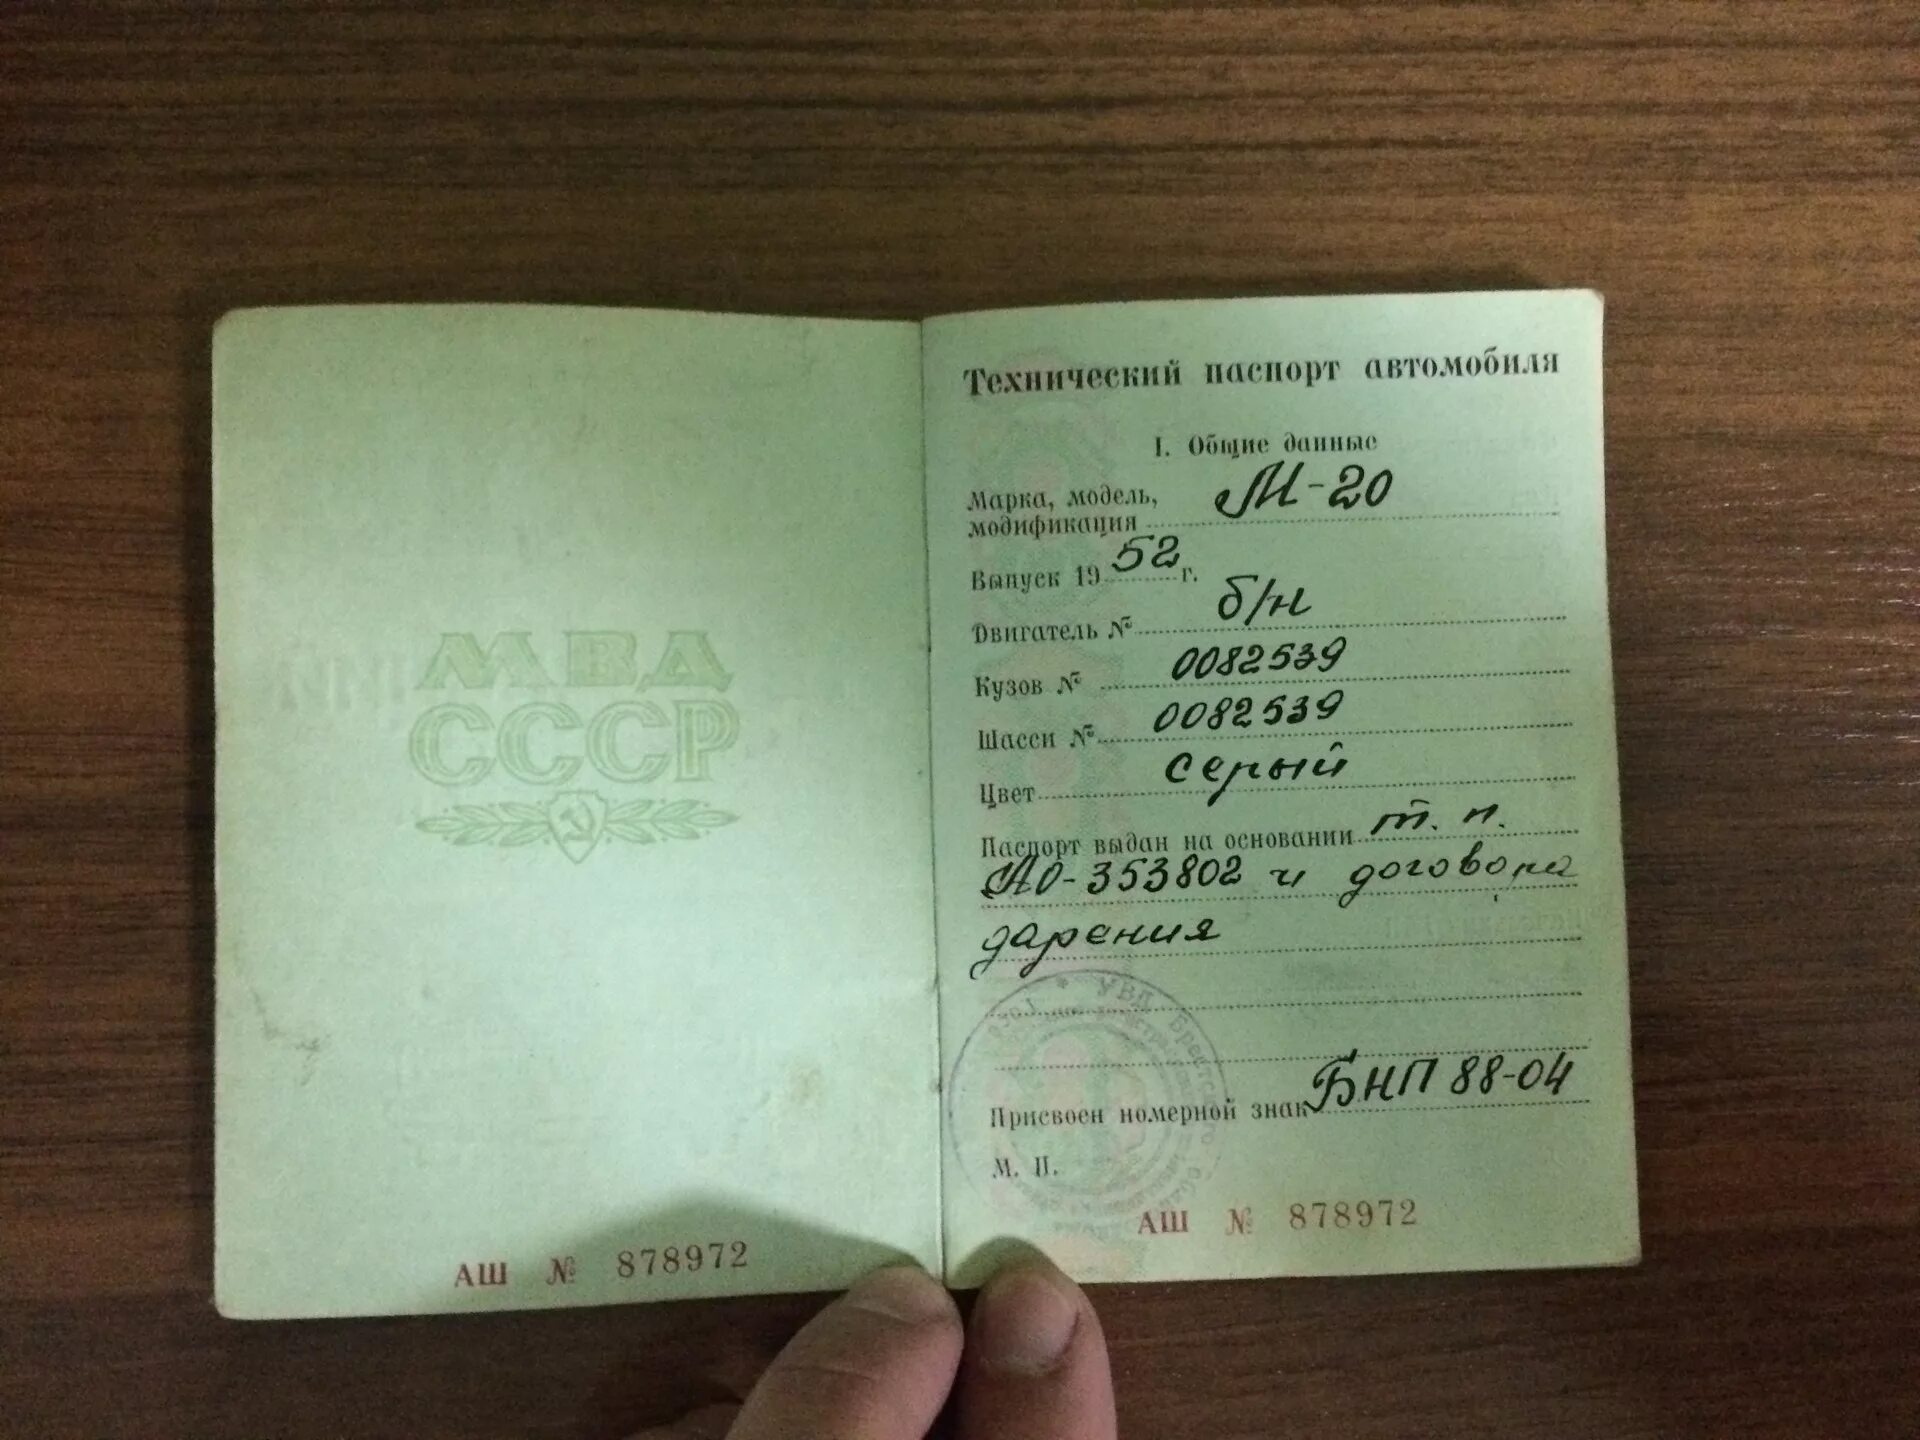 МВД
СССР
АШ № 878972
Технический паспорт автомобиля
I. Общие данные
Марка, модель, М-20
модификация
Выпуск 1952 г.
Двигатель № б/н
Кузов № 0082539
Шасси № 0082539
Цвет серый
Паспорт выдан на основании т. п.
АО-353802 и договора
дарения
УВД Брестского
Присвоен номерной знак БНП 88-04
М. П.
АШ № 878972